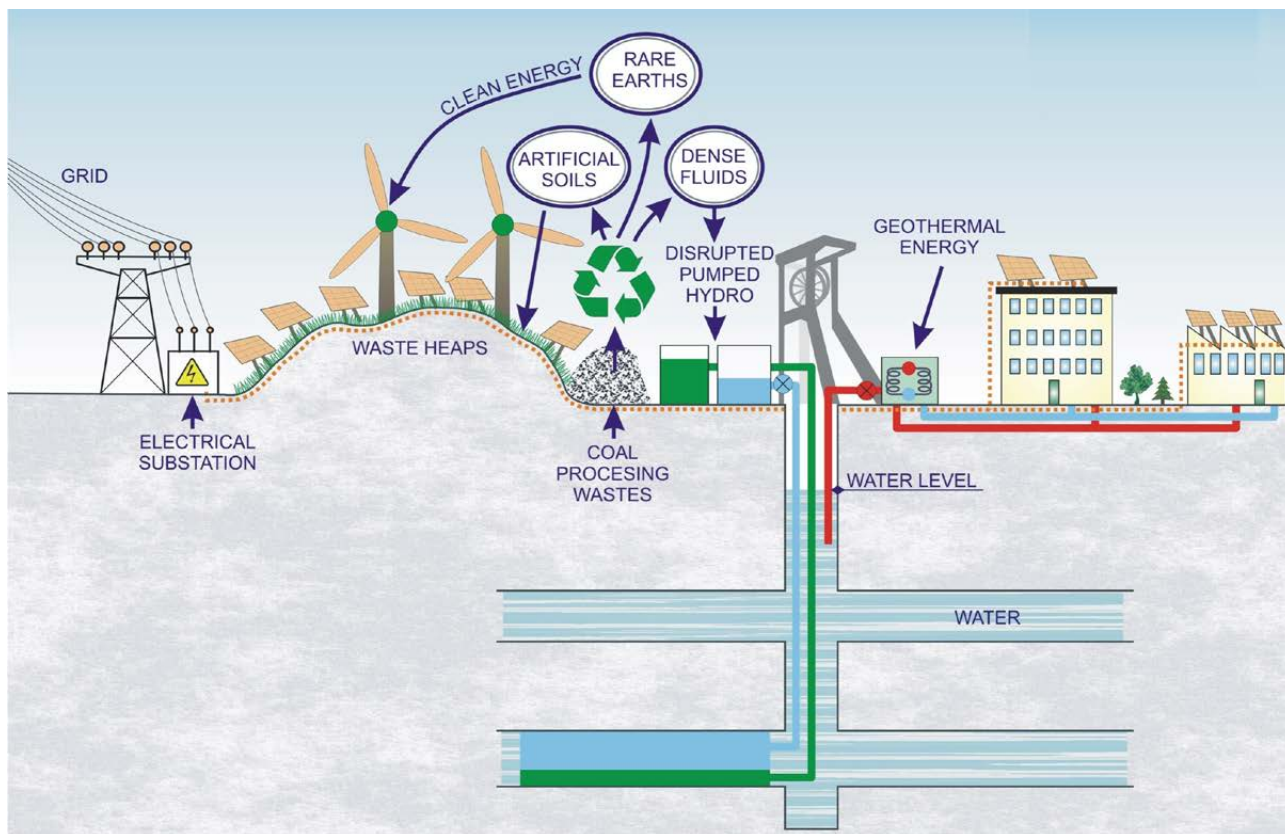 RARE
EARTHS
CLEAN ENERGY
ARTIFICIAL
SOILS
DENSE
FLUIDS
GRID
DISRUPTED
PUMPED
HYDRO
GEOTHERMAL
ENERGY
WASTE HEAPS
ELECTRICAL
SUBSTATION
COAL
PROCESING
WASTES
WATER LEVEL
WATER